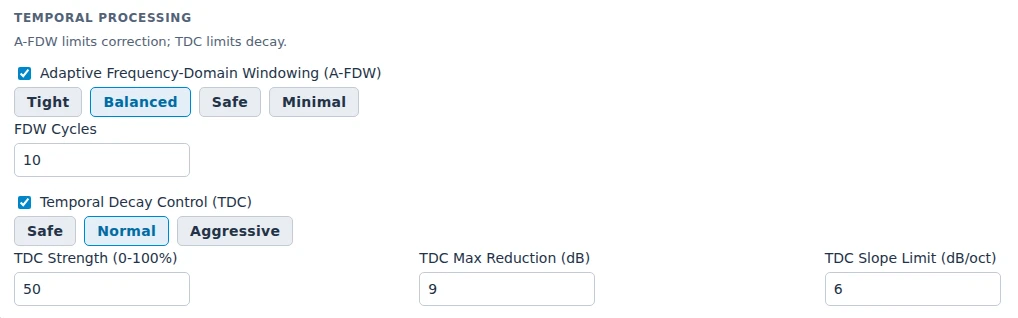 TEMPORAL PROCESSING
A-FDW limits correction; TDC limits decay.
Adaptive Frequency-Domain Windowing (A-FDW)
Tight Balanced Safe Minimal
FDW Cycles
10
Temporal Decay Control (TDC)
Safe Normal Aggressive
TDC Strength (0-100%) TDC Max Reduction (dB) TDC Slope Limit (dB/oct)
50 9 6